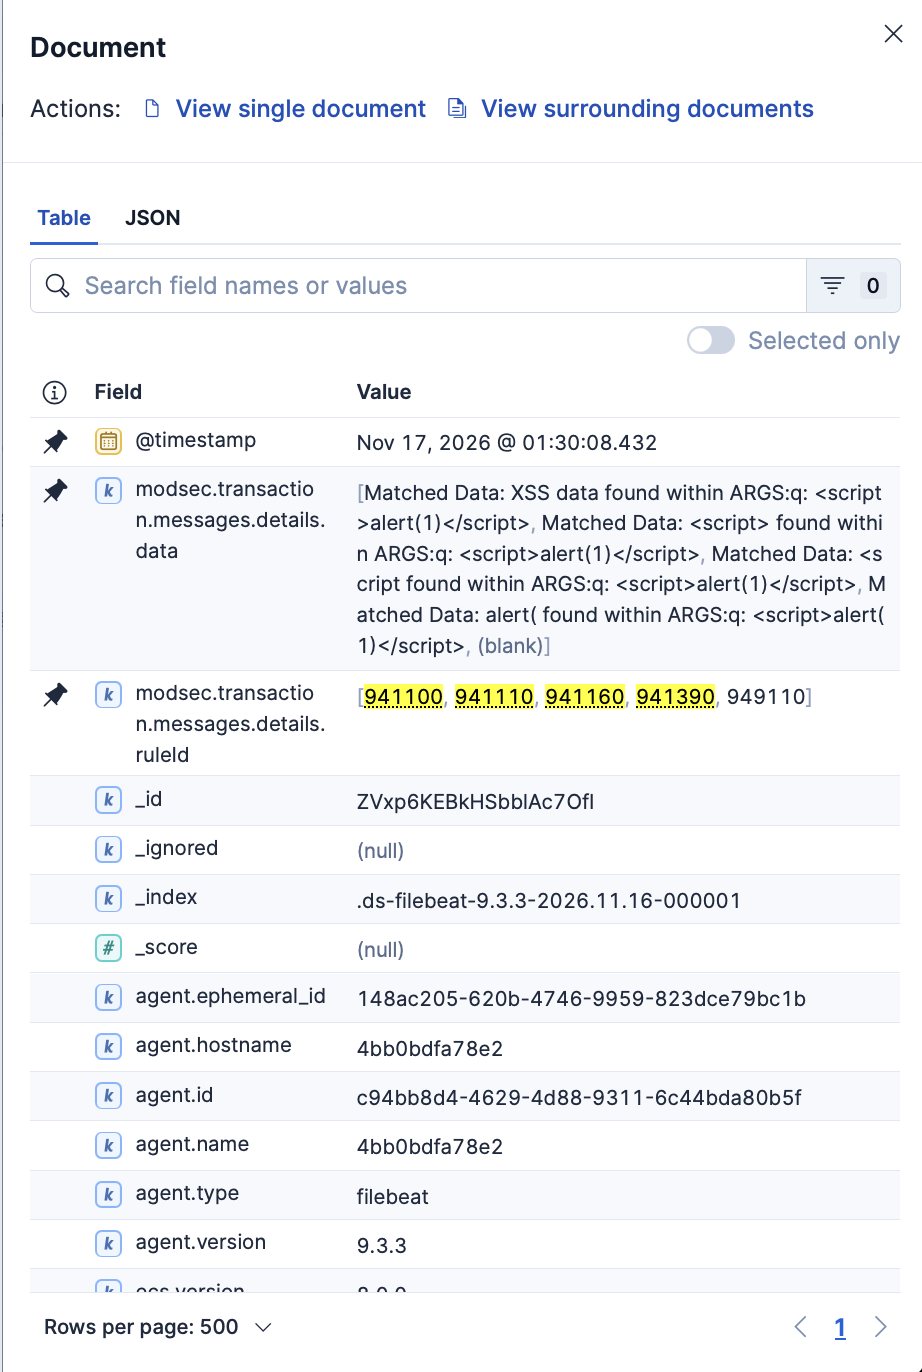 Document
Actions: View single document View surrounding documents
Table JSON
Search field names or values 0
Selected only
Field Value
@timestamp Nov 17, 2026 @ 01:30:08.432
modsec.transactio
n.messages.details.
data
[Matched Data: XSS data found within ARGS:q: <script
>alert(1)</script>, Matched Data: <script> found withi
n ARGS:q: <script>alert(1)</script>, Matched Data: <s
cript found within ARGS:q: <script>alert(1)</script>, M
atched Data: alert( found within ARGS:q: <script>alert(
1)</script>, (blank)]
modsec.transactio
n.messages.details.
ruleId
[941100, 941110, 941160, 941390, 949110]
k _id ZVxp6KEBkHSbblAc7OfI
k _ignored (null)
k _index .ds-filebeat-9.3.3-2026.11.16-000001
# _score (null)
k agent.ephemeral_id 148ac205-620b-4746-9959-823dce79bc1b
k agent.hostname 4bb0bdfa78e2
k agent.id c94bb8d4-4629-4d88-9311-6c44bda80b5f
k agent.name 4bb0bdfa78e2
k agent.type filebeat
k agent.version 9.3.3
k ecs.version 8.0.0
Rows per page: 500 1